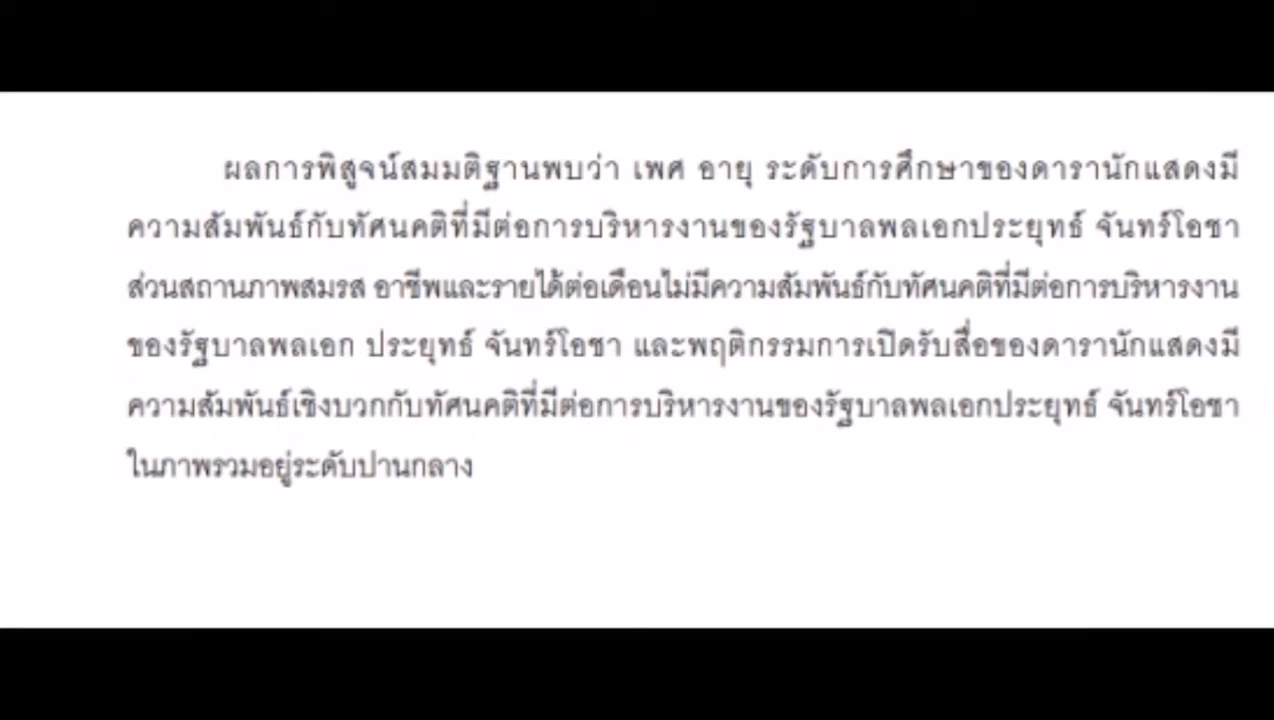 ผลการพิสูจน์สมมติฐานพบว่า เพศ อายุ ระดับการศึกษาของดารานักแสดงมี
ความสัมพันธ์กับทัศนคติที่มีต่อการบริหารงานของรัฐบาลพลเอกประยุทธ์ จันทร์โอชา
ส่วนสถานภาพสมรส อาชีพและรายได้ต่อเดือนไม่มีความสัมพันธ์กับทัศนคติที่มีต่อการบริหารงาน
ของรัฐบาลพลเอก ประยุทธ์ จันทร์โอชา และพฤติกรรมการเปิดรับสื่อของดารานักแสดงมี
ความสัมพันธ์เชิงบวกกับทัศนคติที่มีต่อการบริหารงานของรัฐบาลพลเอกประยุทธ์ จันทร์โอชา
ในภาพรวมอยู่ระดับปานกลาง